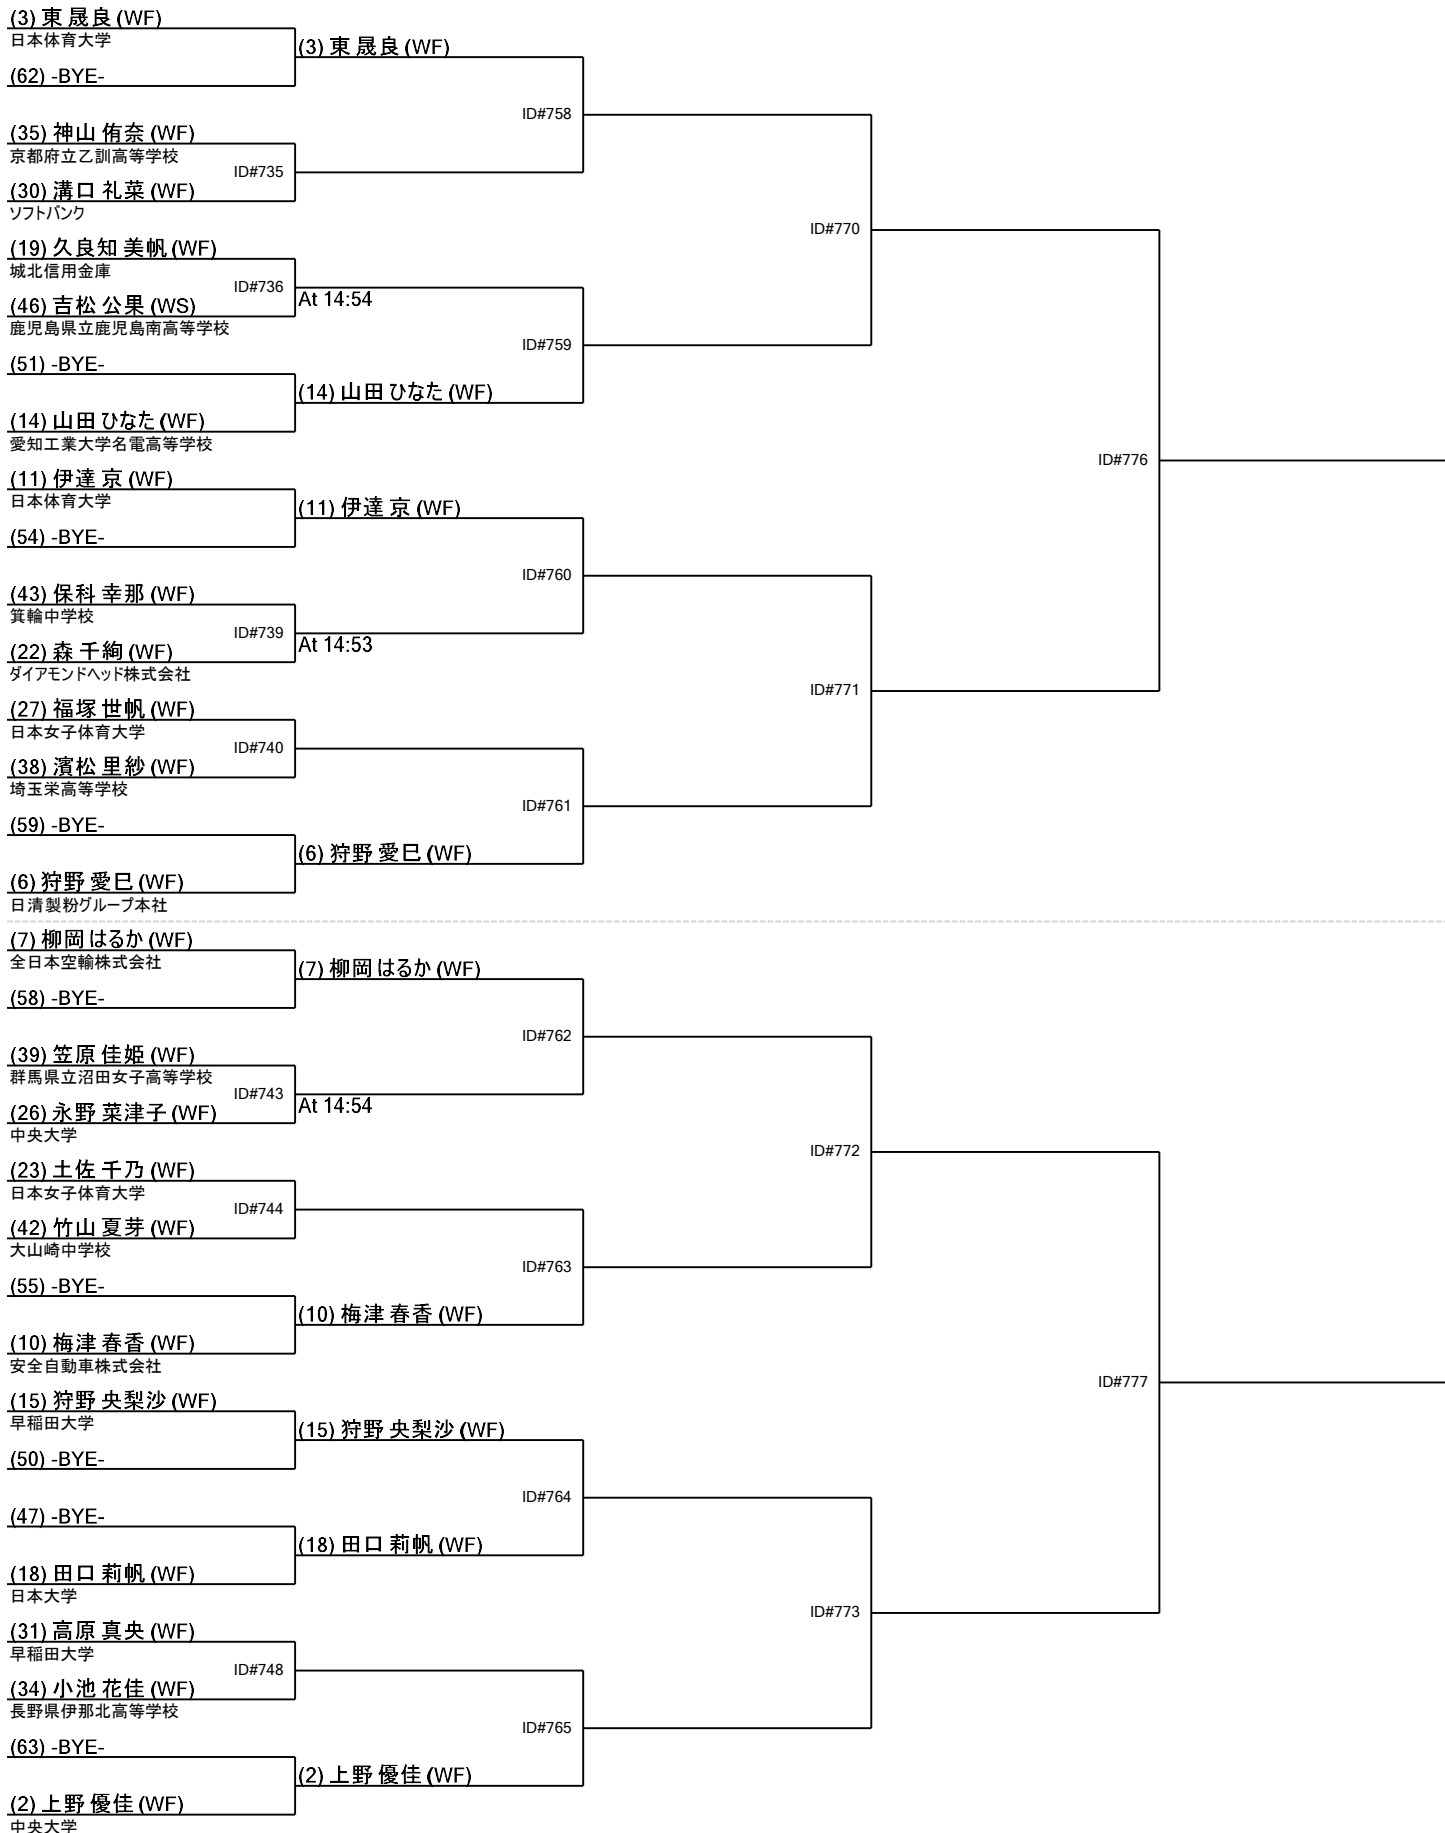 (3) 東 晟良 (WF)
日本体育大学
(3) 東 晟良 (WF)
(62) -BYE-
ID#758
(35) 神山 侑奈 (WF)
京都府立乙訓高等学校
ID#735
(30) 溝口 礼菜 (WF)
ソフトバンク
ID#770
(19) 久良知 美帆 (WF)
城北信用金庫
ID#736
At 14:54
(46) 吉松 公果 (WS)
鹿児島県立鹿児島南高等学校
ID#759
(51) -BYE-
(14) 山田 ひなた (WF)
(14) 山田 ひなた (WF)
愛知工業大学名電高等学校
ID#776
(11) 伊達 京 (WF)
日本体育大学
(11) 伊達 京 (WF)
(54) -BYE-
ID#760
(43) 保科 幸那 (WF)
箕輪中学校
ID#739
At 14:53
(22) 森 千絢 (WF)
ダイアモンドヘッド株式会社
ID#771
(27) 福塚 世帆 (WF)
日本女子体育大学
ID#740
(38) 濱松 里紗 (WF)
埼玉栄高等学校
ID#761
(59) -BYE-
(6) 狩野 愛巳 (WF)
(6) 狩野 愛巳 (WF)
日清製粉グループ本社
(7) 柳岡 はるか (WF)
全日本空輸株式会社
(7) 柳岡 はるか (WF)
(58) -BYE-
ID#762
(39) 笠原 佳姫 (WF)
群馬県立沼田女子高等学校
ID#743
At 14:54
(26) 永野 菜津子 (WF)
中央大学
ID#772
(23) 土佐 千乃 (WF)
日本女子体育大学
ID#744
(42) 竹山 夏芽 (WF)
大山崎中学校
ID#763
(55) -BYE-
(10) 梅津 春香 (WF)
(10) 梅津 春香 (WF)
安全自動車株式会社
ID#777
(15) 狩野 央梨沙 (WF)
早稲田大学
(15) 狩野 央梨沙 (WF)
(50) -BYE-
ID#764
(47) -BYE-
(18) 田口 莉帆 (WF)
(18) 田口 莉帆 (WF)
日本大学
ID#773
(31) 高原 真央 (WF)
早稲田大学
ID#748
(34) 小池 花佳 (WF)
長野県伊那北高等学校
ID#765
(63) -BYE-
(2) 上野 優佳 (WF)
(2) 上野 優佳 (WF)
中央大学